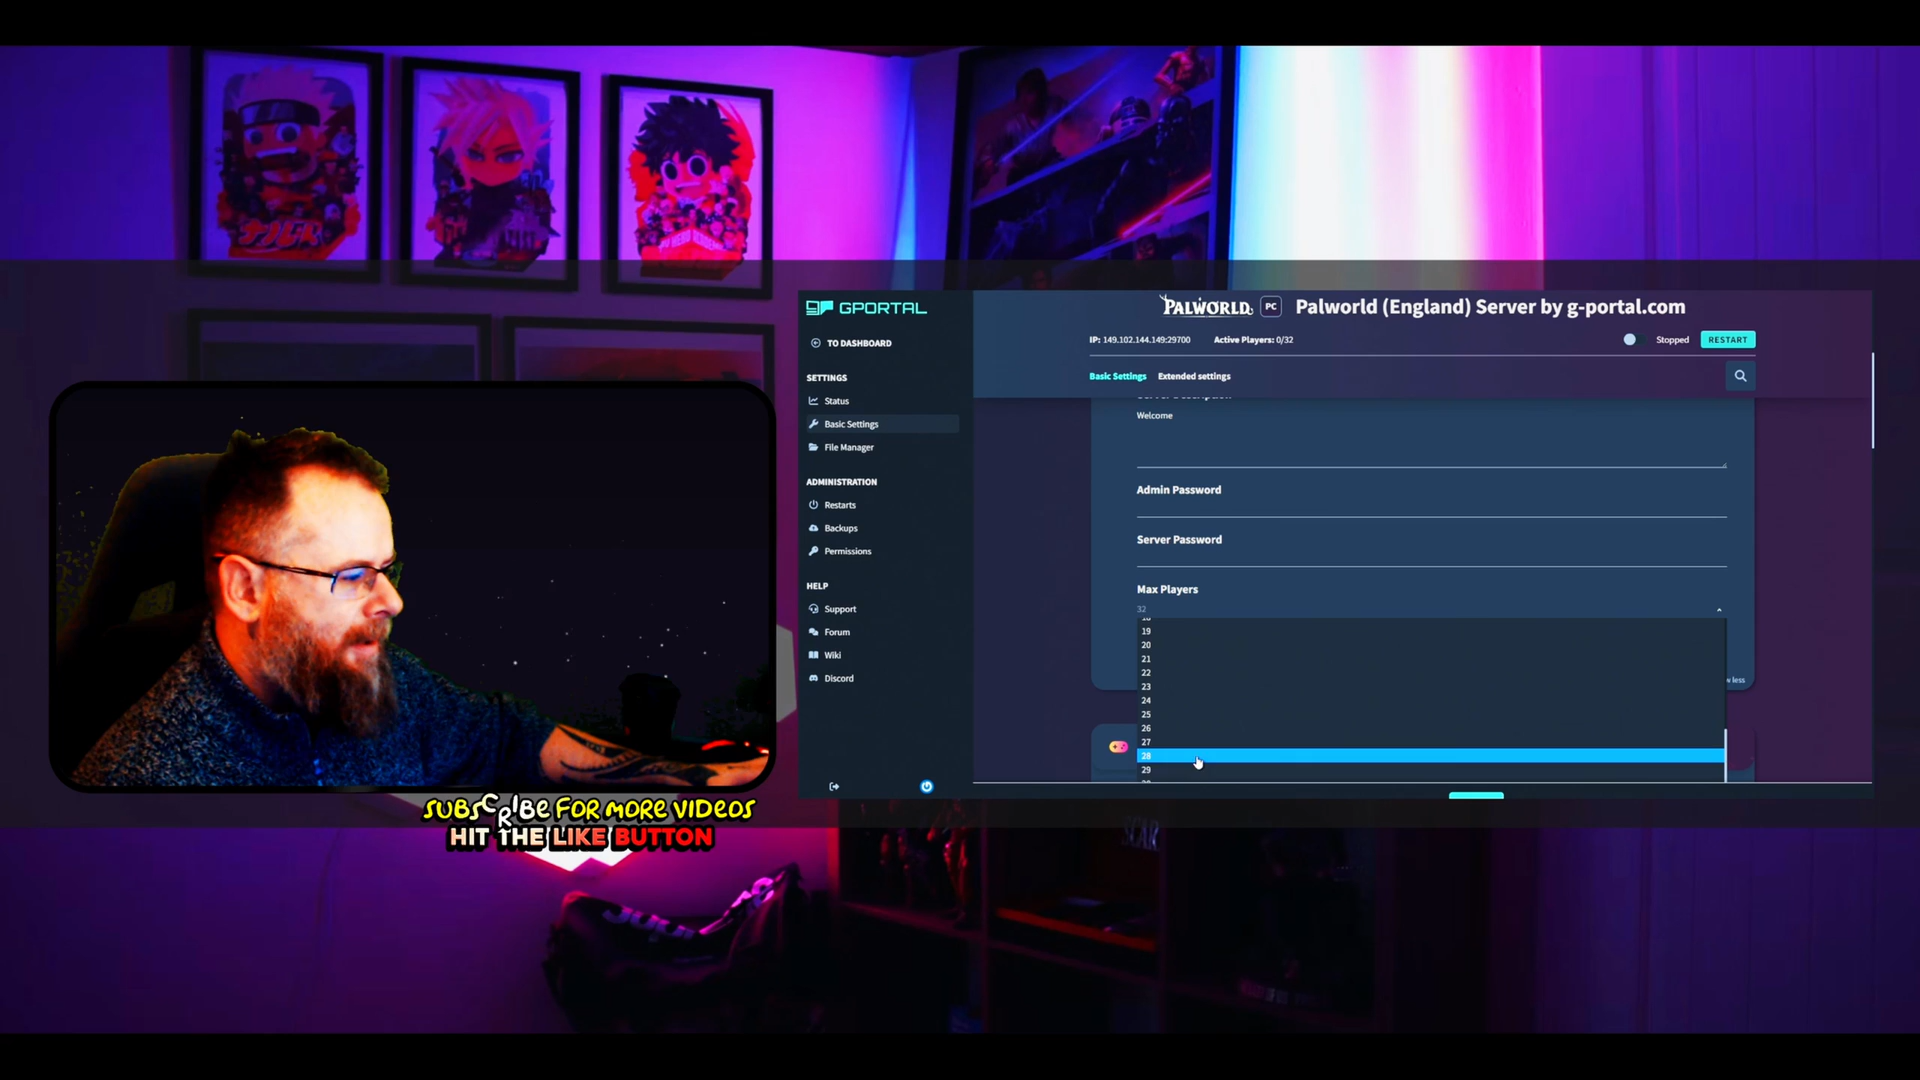 GPORTAL
PALWORLD PC Palworld (England) Server by g-portal.com
TO DASHBOARD
IP: 149.102.144.149:29700 Active Players: 0/32 Stopped RESTART
SETTINGS
Status
Basic Settings
File Manager
Basic Settings Extended settings
Welcome
ADMINISTRATION
Restarts
Backups
Permissions
Admin Password
Server Password
HELP
Support
Forum
Wiki
Discord
Max Players
32
19
20
21
22
23
24
25
26
27
28
29
less
SUBSCRIBE FOR MORE VIDEOS
HIT THE LIKE BUTTON
SCAR